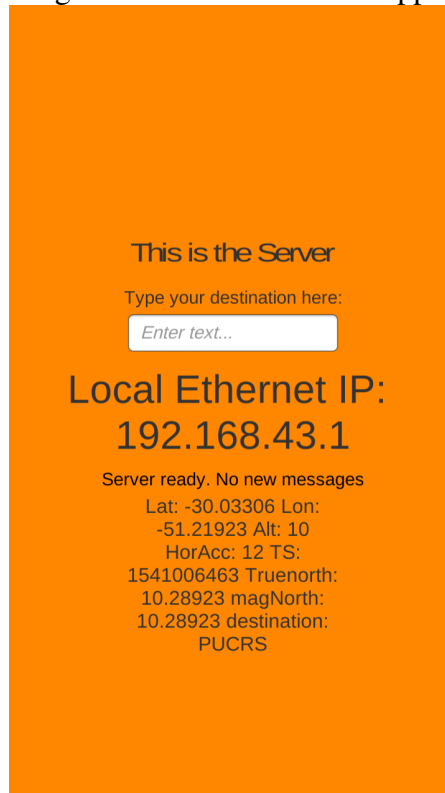 This is the Server
Type your destination here:
Enter text...
Local Ethernet IP:
192.168.43.1
Server ready. No new messages
Lat: -30.03306 Lon:
-51.21923 Alt: 10
HorAcc: 12 TS:
1541006463 Truenorth:
10.28923 magNorth:
10.28923 destination:
PUCRS